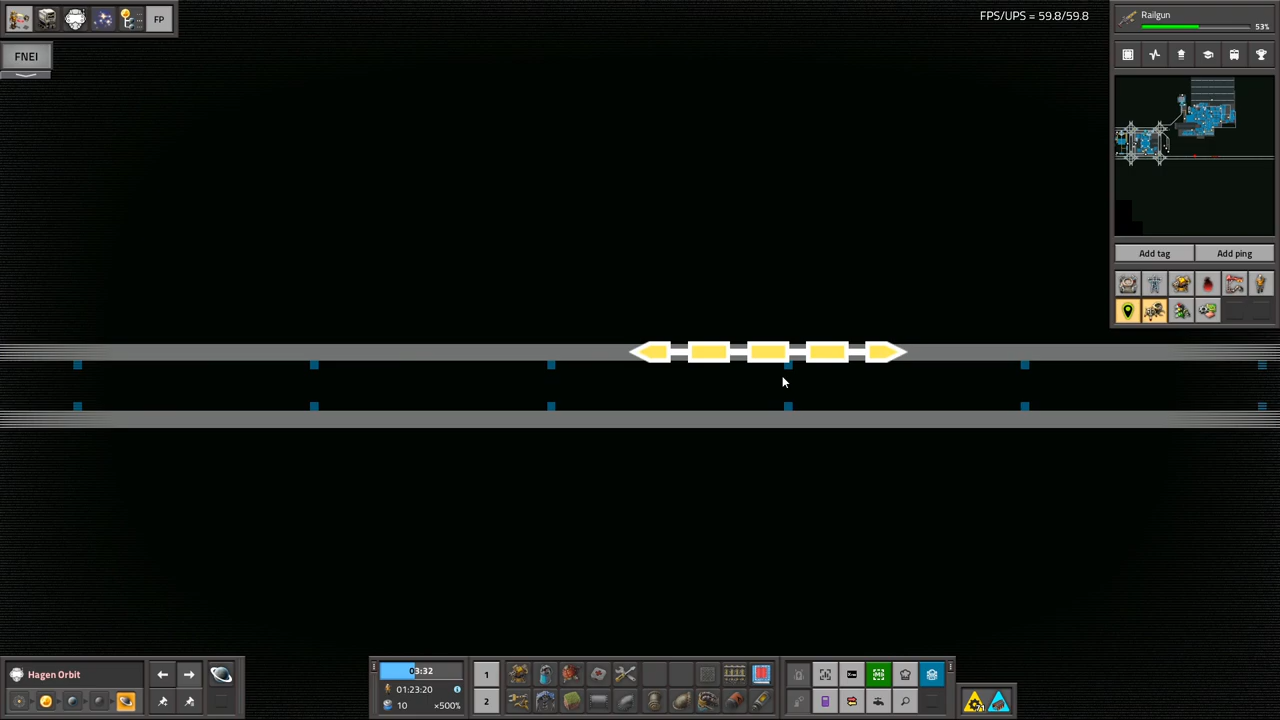 FP
FPS/UPS = 59.8/59.8
Railgun
53%
FNEI
Add tag
Add ping
Hagen Orbit
03:32
01:23:20
10
×500%
1
2